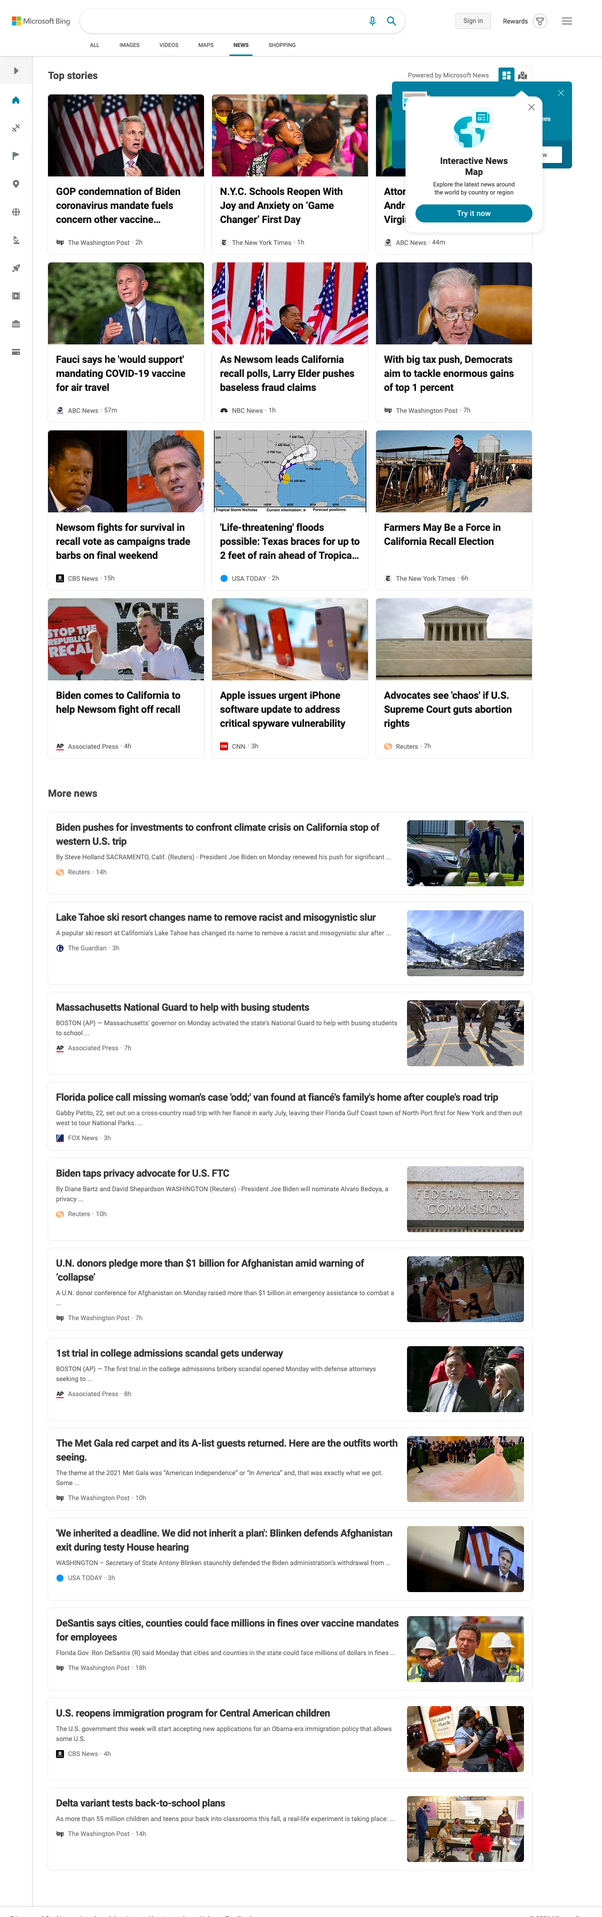 Microsoft Bing
Sign in
Rewards
ALL
IMAGES
VIDEOS
MAPS
NEWS
SHOPPING
Top stories
Powered by Microsoft News
Interactive News
Map
Explore the latest news around
the world by country or region
Try it now
GOP condemnation of Biden
coronavirus mandate fuels
concern other vaccine…
The Washington Post · 2h
N.Y.C. Schools Reopen With
Joy and Anxiety on 'Game
Changer' First Day
The New York Times · 1h
ABC News · 44m
Fauci says he 'would support'
mandating COVID-19 vaccine
for air travel
ABC News · 57m
As Newsom leads California
recall polls, Larry Elder pushes
baseless fraud claims
NBC News · 1h
With big tax push, Democrats
aim to tackle enormous gains
of top 1 percent
The Washington Post · 7h
Newsom fights for survival in
recall vote as campaigns trade
barbs on final weekend
CBS News · 15h
Tropical Storm Nicholas
Current information: x
Forecast positions:
'Life-threatening' floods
possible: Texas braces for up to
2 feet of rain ahead of Tropica…
USA TODAY · 2h
Farmers May Be a Force in
California Recall Election
The New York Times · 6h
STOP THE
REPUBLIC
RECAL
VOTE
Biden comes to California to
help Newsom fight off recall
AP Associated Press · 4h
Apple issues urgent iPhone
software update to address
critical spyware vulnerability
CNN · 3h
Advocates see 'chaos' if U.S.
Supreme Court guts abortion
rights
Reuters · 7h
More news
Biden pushes for investments to confront climate crisis on California stop of
western U.S. trip
By Steve Holland SACRAMENTO, Calif. (Reuters) - President Joe Biden on Monday renewed his push for significant ...
Reuters · 14h
Lake Tahoe ski resort changes name to remove racist and misogynistic slur
A popular ski resort at California's Lake Tahoe has changed its name to remove a racist and misogynistic slur after ...
The Guardian · 3h
Massachusetts National Guard to help with busing students
BOSTON (AP) — Massachusetts' governor on Monday activated the state's National Guard to help with busing students
to school ...
AP Associated Press · 7h
Florida police call missing woman's case 'odd;' van found at fiancé's family's home after couple's road trip
Gabby Petito, 22, set out on a cross-country road trip with her fiancé in early July, leaving their Florida Gulf Coast town of North Port first for New York and then out
west to tour National Parks. ...
FOX News · 3h
Biden taps privacy advocate for U.S. FTC
By Diane Bartz and David Shepardson WASHINGTON (Reuters) - President Joe Biden will nominate Alvaro Bedoya, a
privacy ...
Reuters · 10h
FEDERAL TRADE
COMMISSION
U.N. donors pledge more than $1 billion for Afghanistan amid warning of
'collapse'
A U.N. donor conference for Afghanistan on Monday raised more than $1 billion in emergency assistance to combat a
...
The Washington Post · 7h
1st trial in college admissions scandal gets underway
BOSTON (AP) — The first trial in the college admissions bribery scandal opened Monday with defense attorneys
seeking to ...
AP Associated Press · 8h
The Met Gala red carpet and its A-list guests returned. Here are the outfits worth
seeing.
The theme at the 2021 Met Gala was "American Independence" or "In America" and, that was exactly what we got.
Some ...
The Washington Post · 10h
'We inherited a deadline. We did not inherit a plan': Blinken defends Afghanistan
exit during testy House hearing
WASHINGTON – Secretary of State Antony Blinken staunchly defended the Biden administration's withdrawal from ...
USA TODAY · 3h
DeSantis says cities, counties could face millions in fines over vaccine mandates
for employees
Florida Gov. Ron DeSantis (R) said Monday that cities and counties in the state could face millions of dollars in fines ...
The Washington Post · 18h
U.S. reopens immigration program for Central American children
The U.S. government this week will start accepting new applications for an Obama-era immigration policy that allows
some U.S.
CBS News · 4h
Delta variant tests back-to-school plans
As more than 55 million children and teens pour back into classrooms this fall, a real-life experiment is taking place: ...
The Washington Post · 14h